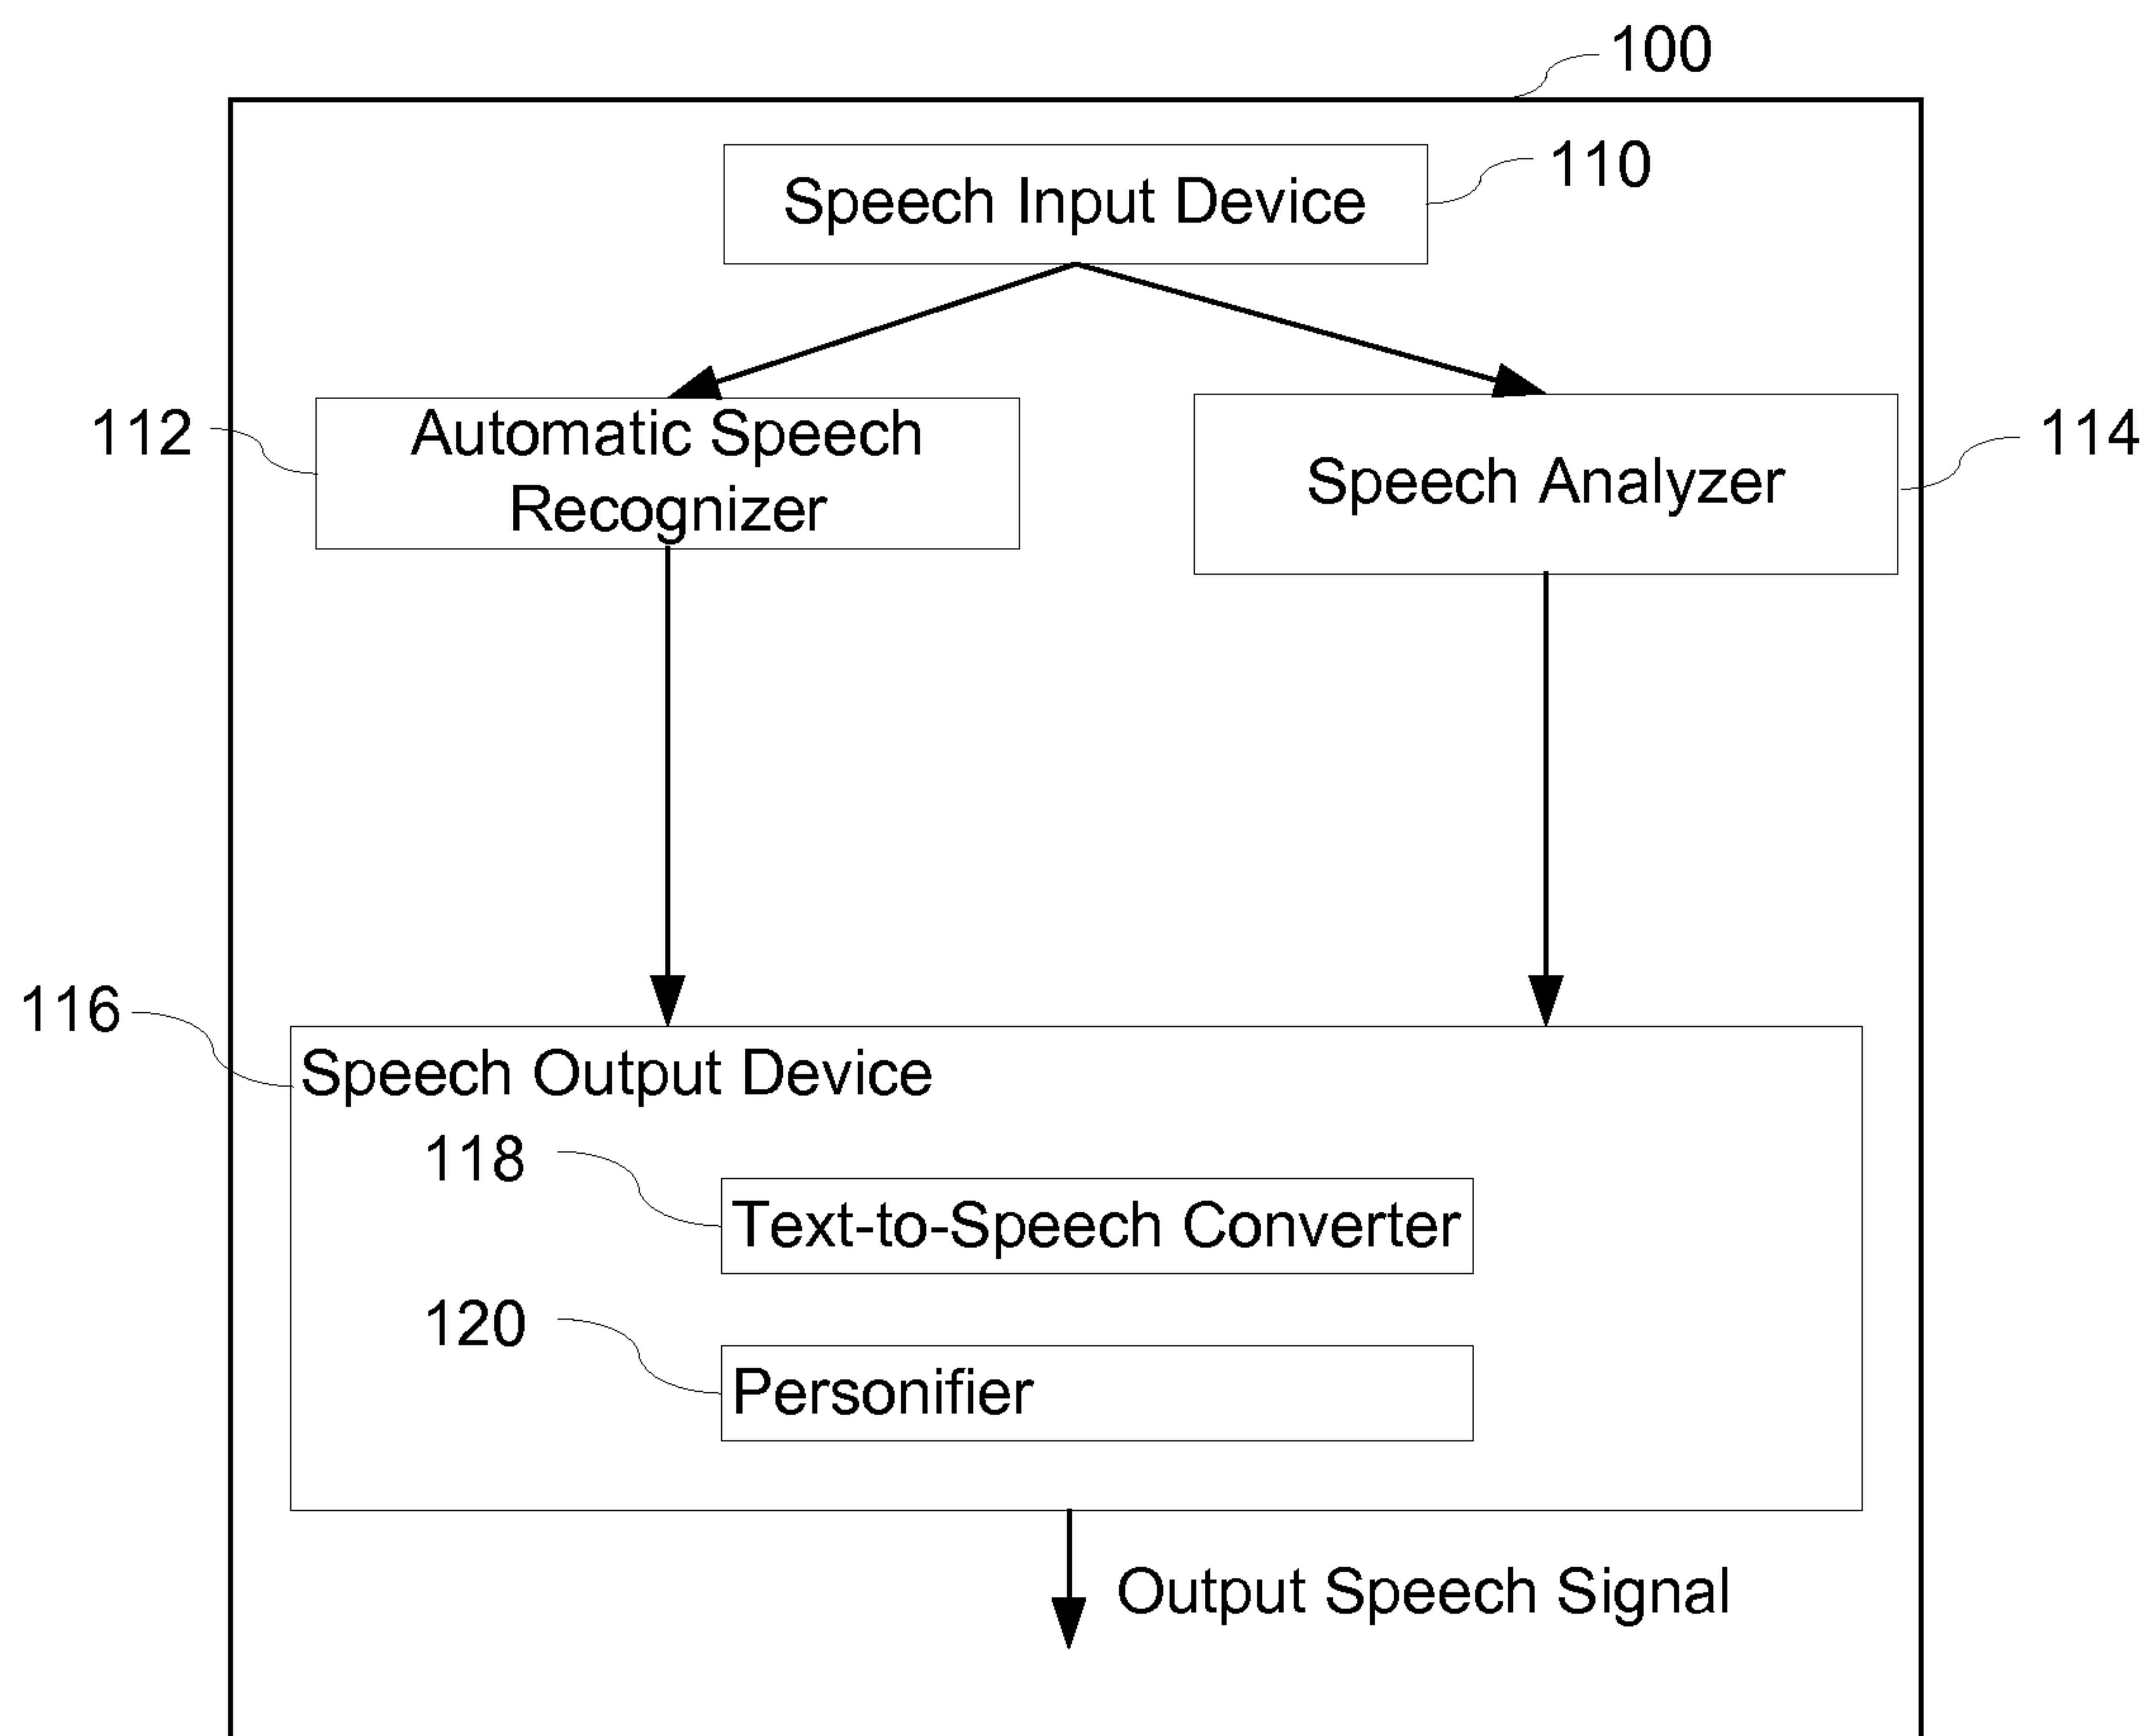 100
110
Speech Input Device
112
Automatic Speech
Recognizer
Speech Analyzer
114
116
Speech Output Device
118
Text-to-Speech Converter
120
Personifier
Output Speech Signal